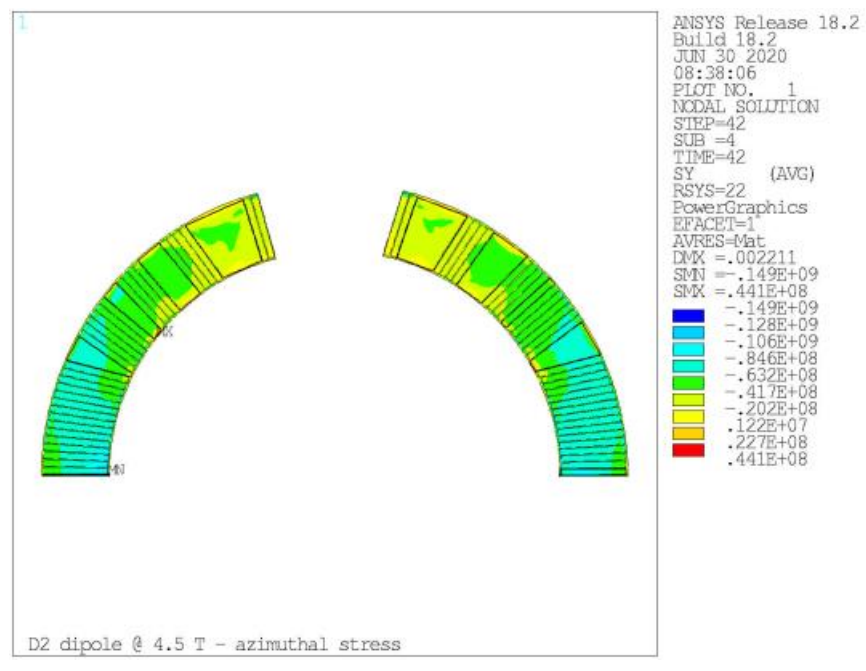 1
ANSYS Release 18.2
Build 18.2
JUN 30 2020
08:38:06
PLOT NO. 1
NODAL SOLUTION
STEP=42
SUB =4
TIME=42
SY (AVG)
RSYS=22
PowerGraphics
EFACET=1
AVRES=Mat
DMX =.002211
SMN =-.149E+09
SMX =.441E+08
-.149E+09
-.128E+09
-.106E+09
-.846E+08
-.632E+08
-.417E+08
-.202E+08
.122E+07
.227E+08
.441E+08
MX
MN
D2 dipole @ 4.5 T - azimuthal stress